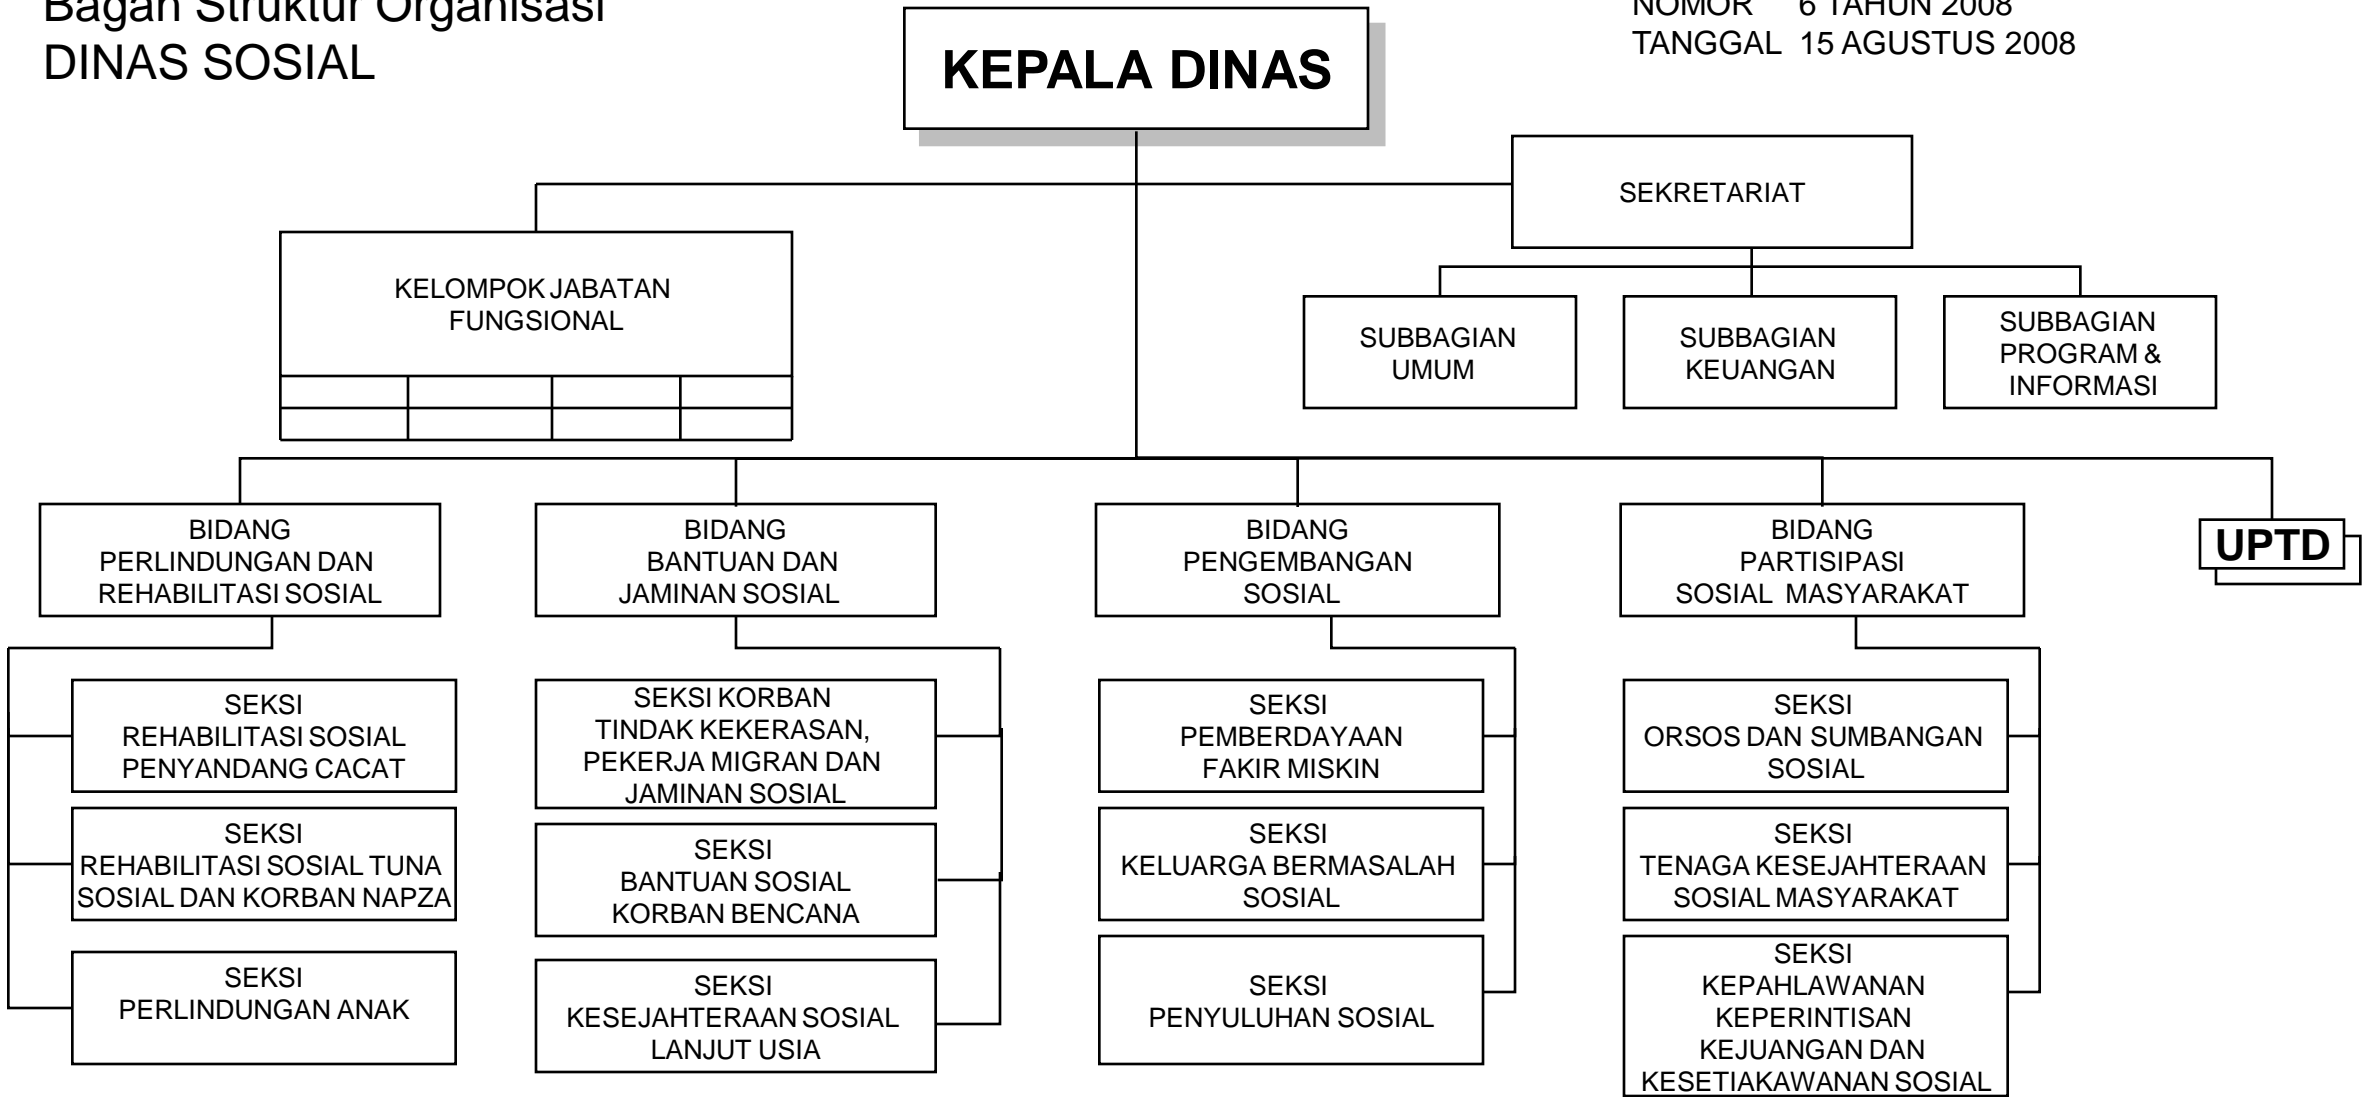 Bagan Struktur Organisasi
DINAS SOSIAL
NOMOR 6 TAHUN 2008
TANGGAL 15 AGUSTUS 2008
KEPALA DINAS
SEKRETARIAT
KELOMPOK JABATAN
FUNGSIONAL
SUBBAGIAN
UMUM
SUBBAGIAN
KEUANGAN
SUBBAGIAN
PROGRAM &
INFORMASI
BIDANG
PERLINDUNGAN DAN
REHABILITASI SOSIAL
BIDANG
BANTUAN DAN
JAMINAN SOSIAL
BIDANG
PENGEMBANGAN
SOSIAL
BIDANG
PARTISIPASI
SOSIAL MASYARAKAT
UPTD
SEKSI
REHABILITASI SOSIAL
PENYANDANG CACAT
SEKSI
REHABILITASI SOSIAL TUNA
SOSIAL DAN KORBAN NAPZA
SEKSI
PERLINDUNGAN ANAK
SEKSI KORBAN
TINDAK KEKERASAN,
PEKERJA MIGRAN DAN
JAMINAN SOSIAL
SEKSI
BANTUAN SOSIAL
KORBAN BENCANA
SEKSI
KESEJAHTERAAN SOSIAL
LANJUT USIA
SEKSI
PEMBERDAYAAN
FAKIR MISKIN
SEKSI
KELUARGA BERMASALAH
SOSIAL
SEKSI
PENYULUHAN SOSIAL
SEKSI
ORSOS DAN SUMBANGAN
SOSIAL
SEKSI
TENAGA KESEJAHTERAAN
SOSIAL MASYARAKAT
SEKSI
KEPAHLAWANAN
KEPERINTISAN
KEJUANGAN DAN
KESETIAKAWANAN SOSIAL